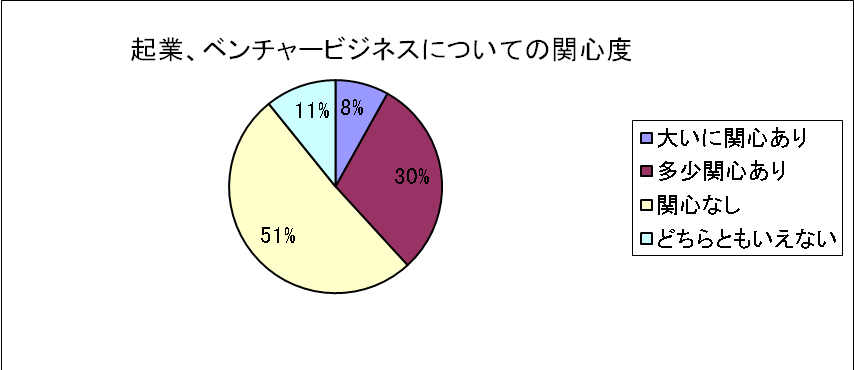 起業、ベンチャービジネスについての関心度
11%
8%
30%
51%
大いに関心あり
多少関心あり
関心なし
どちらともいえない